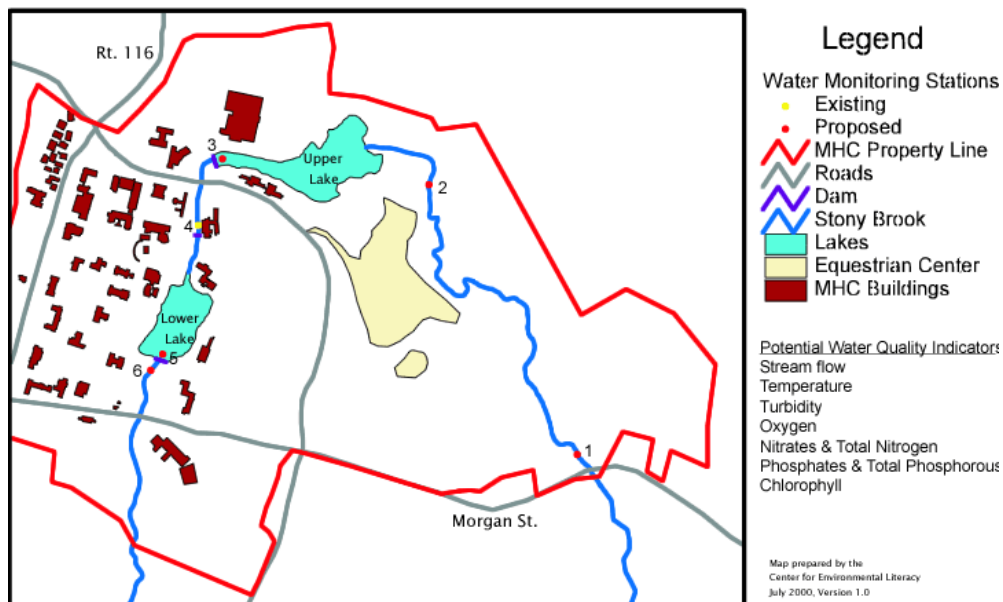 Rt. 116
3
Upper
Lake
2
4
Lower
Lake
5
6
1
Morgan St.
Legend
Water Monitoring Stations
Existing
Proposed
MHC Property Line
Roads
Dam
Stony Brook
Lakes
Equestrian Center
MHC Buildings
Potential Water Quality Indicators
Stream flow
Temperature
Turbidity
Oxygen
Nitrates & Total Nitrogen
Phosphates & Total Phosphorous
Chlorophyll
Map prepared by the
Center for Environmental Literacy
July 2000, Version 1.0